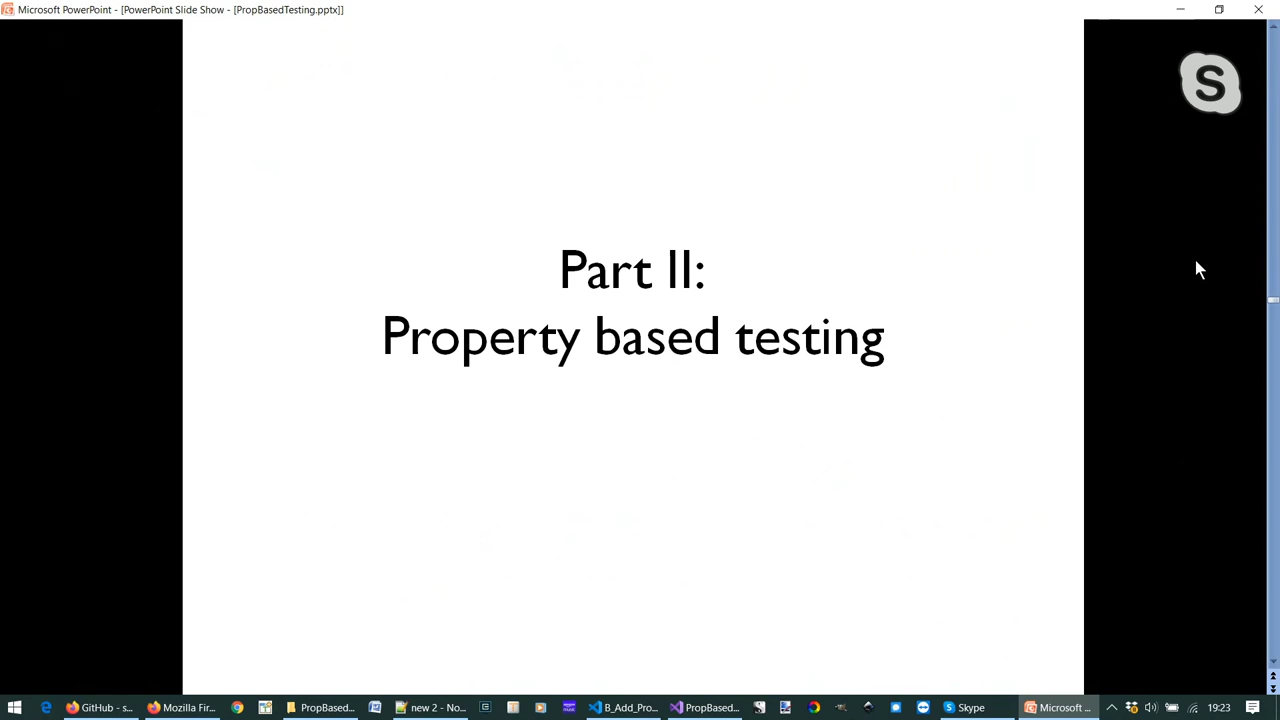 Microsoft PowerPoint - [PowerPoint Slide Show - [PropBasedTesting.pptx]]
S
Part II:
Property based testing
GitHub - s...
Mozilla Fir...
PropBased...
new 2 - No...
B_Add_Pro...
PropBased...
Skype
Microsoft ...
19:23